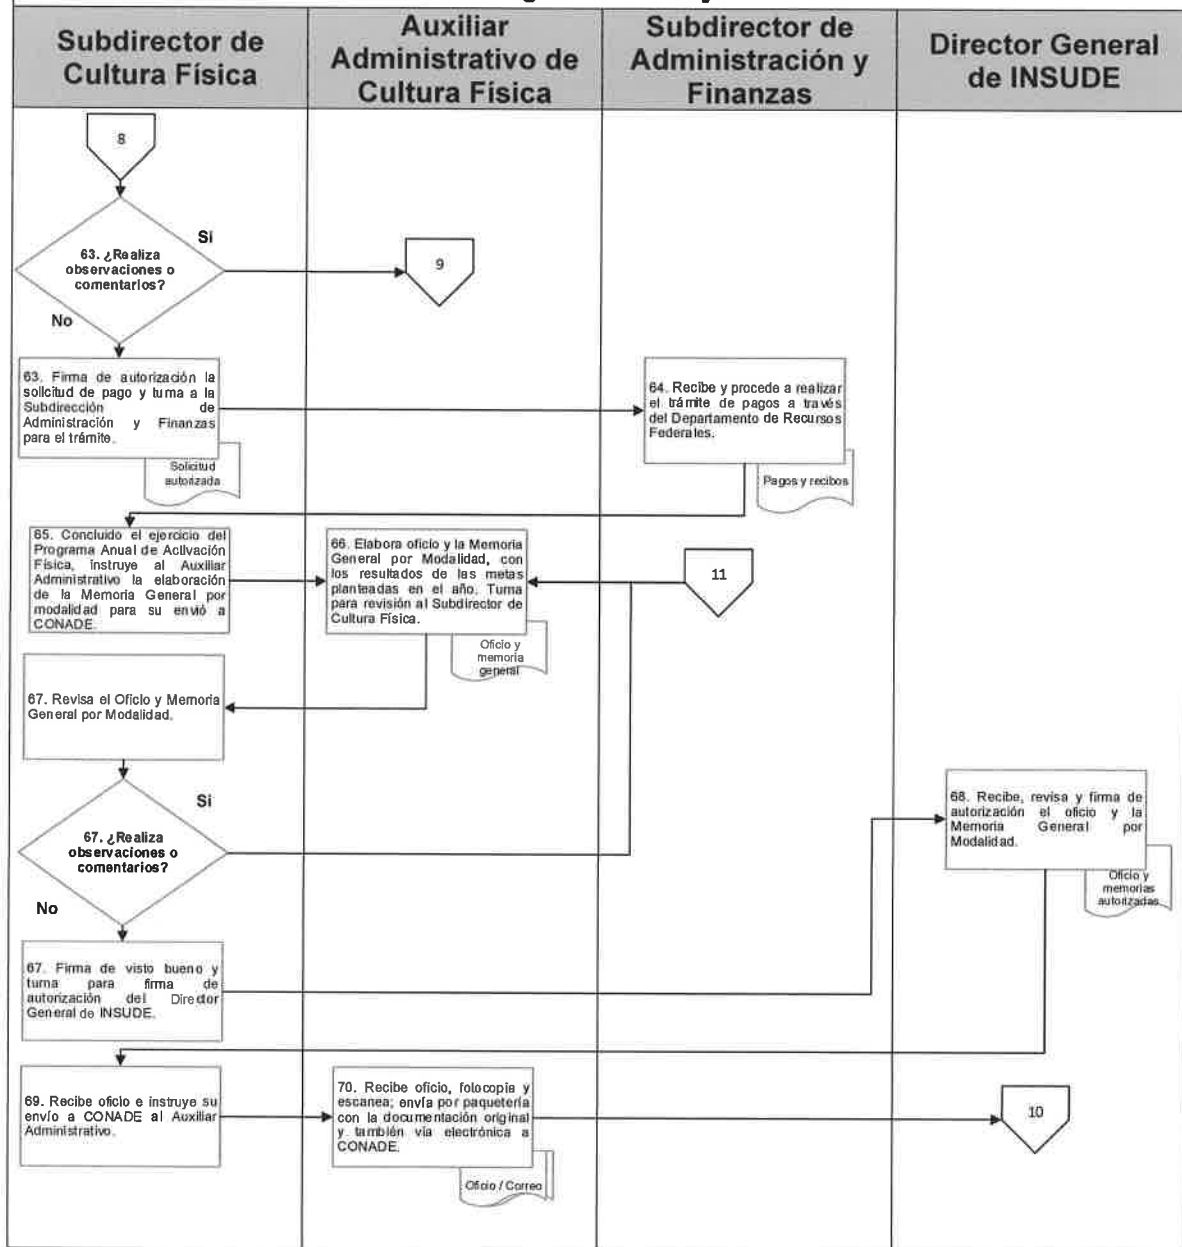 Subdirector de
Cultura Física
Auxiliar
Administrativo de
Cultura Física
Subdirector de
Administración y
Finanzas
Director General
de INSUDE
8
Si
63. ¿Realiza
observaciones o
comentarios?
9
No
63. Firma de autorización la
solicitud de pago y turna a la
Subdirección de
Administración y Finanzas
para el trámite.
Solicitud
autorizada
64. Recibe y procede a realizar
el trámite de pagos a través
del Departamento de Recursos
Federales.
Pagos y recibos
65. Concluido el ejercicio del
Programa Anual de Activación
Física, instruye al Auxiliar
Administrativo la elaboración
de la Memoria General por
modalidad para su envió a
CONADE.
66. Elabora oficio y la Memoria
General por Modalidad, con
los resultados de las metas
planteadas en el año. Turna
para revisión al Subdirector de
Cultura Física.
Oficio y
memoria
general
11
67. Revisa el Oficio y Memoria
General por Modalidad.
Si
67. ¿Realiza
observaciones o
comentarios?
No
68. Recibe, revisa y firma de
autorización el oficio y la
Memoria General por
Modalidad.
Oficio y
memorias
autorizadas
67. Firma de visto bueno y
turna para firma de
autorización del Director
General de INSUDE.
69. Recibe oficio e instruye su
envío a CONADE al Auxiliar
Administrativo.
70. Recibe oficio, fotocopia y
escanea; envía por paquetería
con la documentación original
y también vía electrónica a
CONADE.
Oficio / Correo
10